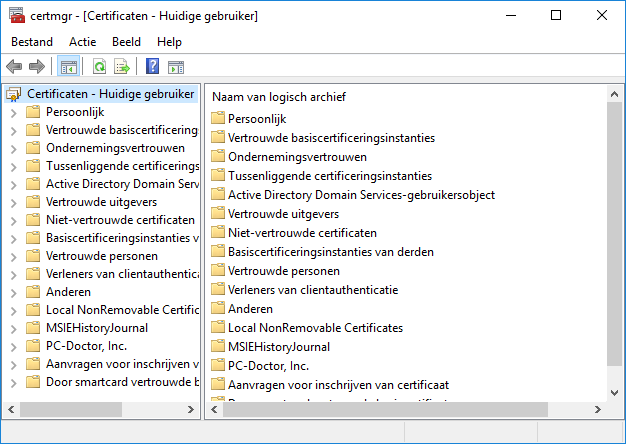 certmgr - [Certificaten - Huidige gebruiker]
Bestand Actie Beeld Help
Certificaten - Huidige gebruiker
Persoonlijk
Vertrouwde basiscertificerings
Ondernemingsvertrouwen
Tussenliggende certificerings
Active Directory Domain Serv
Vertrouwde uitgevers
Niet-vertrouwde certificaten
Basiscertificeringsinstanties v
Vertrouwde personen
Verleners van clientauthentica
Anderen
Local NonRemovable Certific
MSIEHistoryJournal
PC-Doctor, Inc.
Aanvragen voor inschrijven v
Door smartcard vertrouwde b
Naam van logisch archief
Persoonlijk
Vertrouwde basiscertificeringsinstanties
Ondernemingsvertrouwen
Tussenliggende certificeringsinstanties
Active Directory Domain Services-gebruikersobject
Vertrouwde uitgevers
Niet-vertrouwde certificaten
Basiscertificeringsinstanties van derden
Vertrouwde personen
Verleners van clientauthenticatie
Anderen
Local NonRemovable Certificates
MSIEHistoryJournal
PC-Doctor, Inc.
Aanvragen voor inschrijven van certificaat